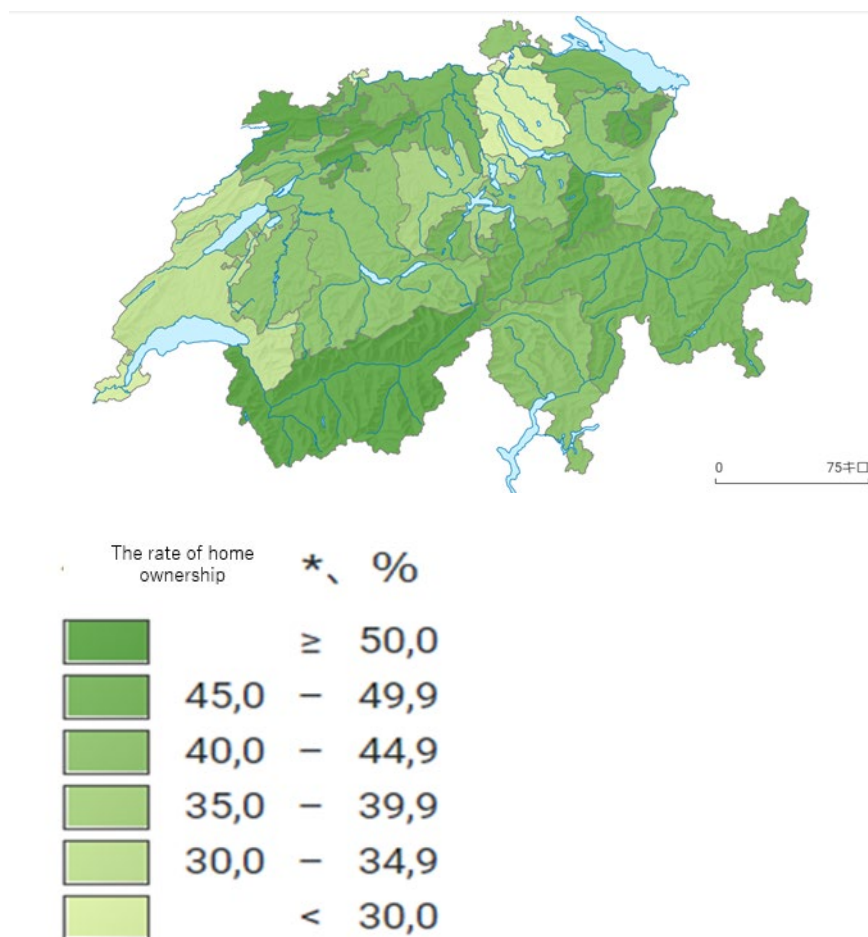 0 75キロ
The rate of home
ownership
*、 %
≥ 50,0
45,0 – 49,9
40,0 – 44,9
35,0 – 39,9
30,0 – 34,9
< 30,0